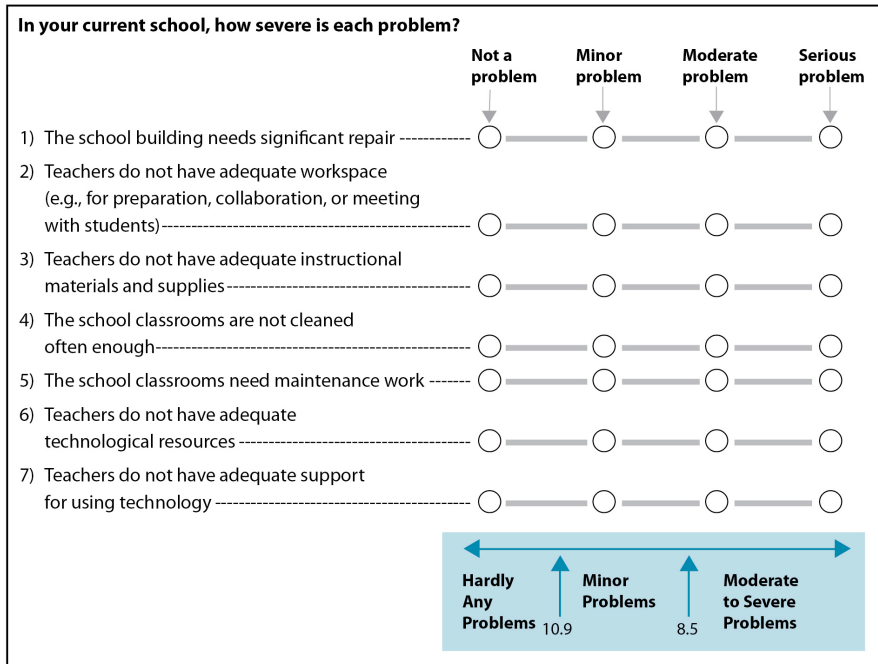 In your current school, how severe is each problem?
Not a problem
Minor problem
Moderate problem
Serious problem
1) The school building needs significant repair ------------
2) Teachers do not have adequate workspace
(e.g., for preparation, collaboration, or meeting
with students)---------------------------------------------------
3) Teachers do not have adequate instructional
materials and supplies----------------------------------------
4) The school classrooms are not cleaned
often enough----------------------------------------------------
5) The school classrooms need maintenance work -------
6) Teachers do not have adequate
technological resources --------------------------------------
7) Teachers do not have adequate support
for using technology ------------------------------------------
Hardly Any Problems
10.9
Minor Problems
8.5
Moderate to Severe Problems